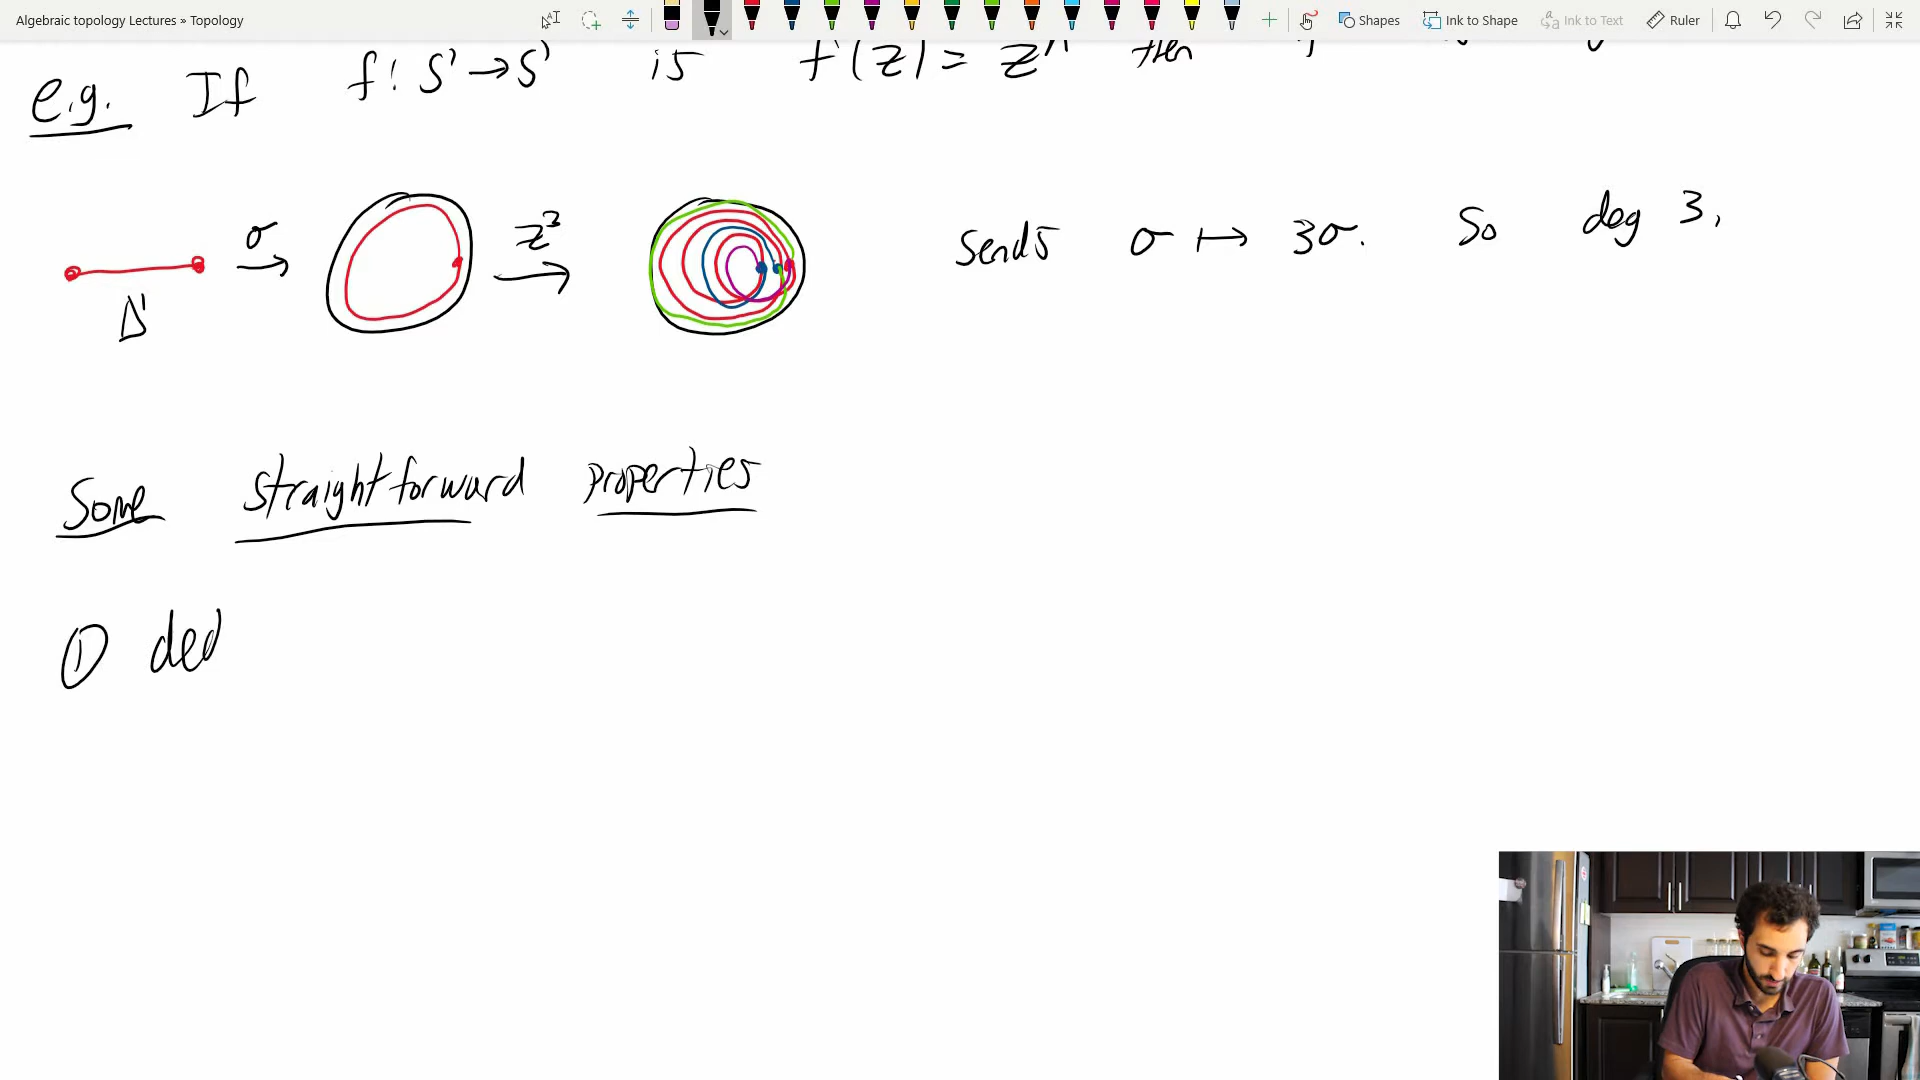 Algebraic topology Lectures » Topology
Shapes
Ink to Shape
Ink to Text
Ruler
e.g. If f: S¹ → S¹ is f(z) = zⁿ then
Δ¹ σ → z³ → sends σ ↦ 3σ. So deg 3,
Some straightforward properties
① deg